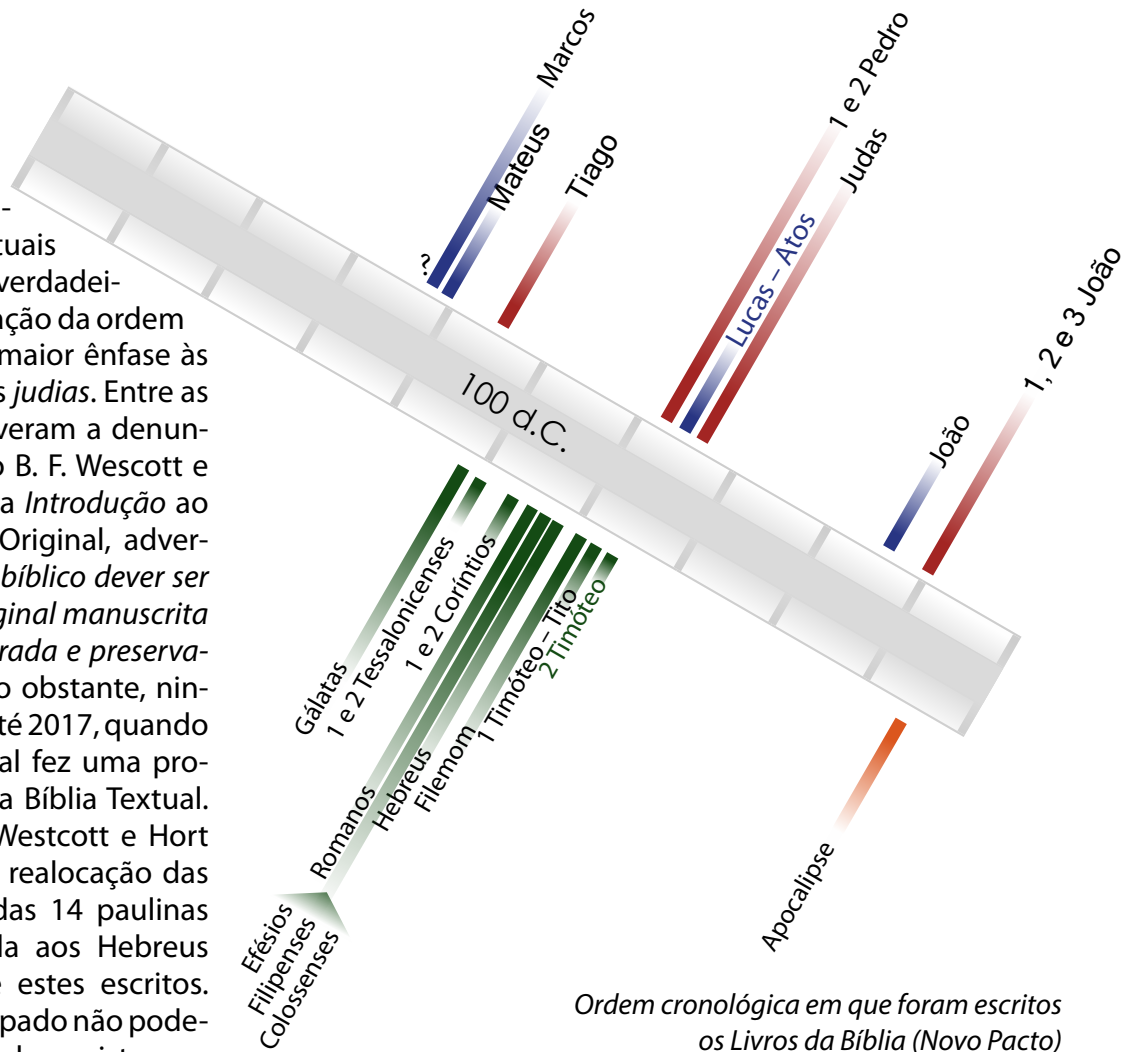 -
tuais
verdadei-
ação da ordem
maior ênfase às
s judias. Entre as
veram a denun-
o B. F. Wescott e
a Introdução ao
Original, adver-
bíblico dever ser
ginal manuscrita
rada e preserva-
o obstante, nin-
té 2017, quando
al fez uma pro-
a Bíblia Textual.
Westcott e Hort
realocação das
das 14 paulinas
la aos Hebreus
e estes escritos.
pado não pode-
?
Marcos
Mateus
Tiago
1 e 2 Pedro
Lucas – Atos
Judas
João
1, 2 e 3 João
100 d.C.
Gálatas
1 e 2 Tessalonicenses
1 e 2 Coríntios
Romanos
Efésios
Filipenses
Colossenses
Hebreus
Filemom
1 Timóteo – Tito
2 Timóteo
Apocalipse
Ordem cronológica em que foram escritos
os Livros da Bíblia (Novo Pacto)